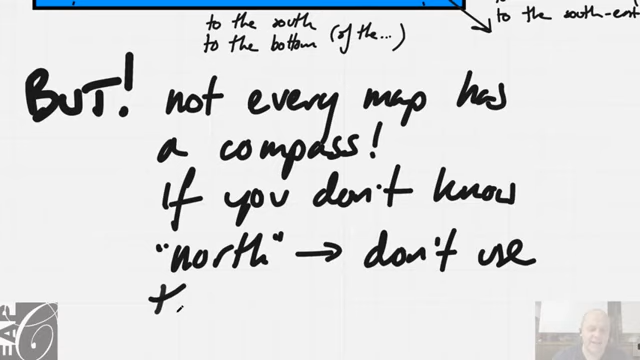 to the south
to the bottom (of the...)
to the south-east
BUT! not every map has
a compass!
If you don't know
"north" → don't use
t
EAP